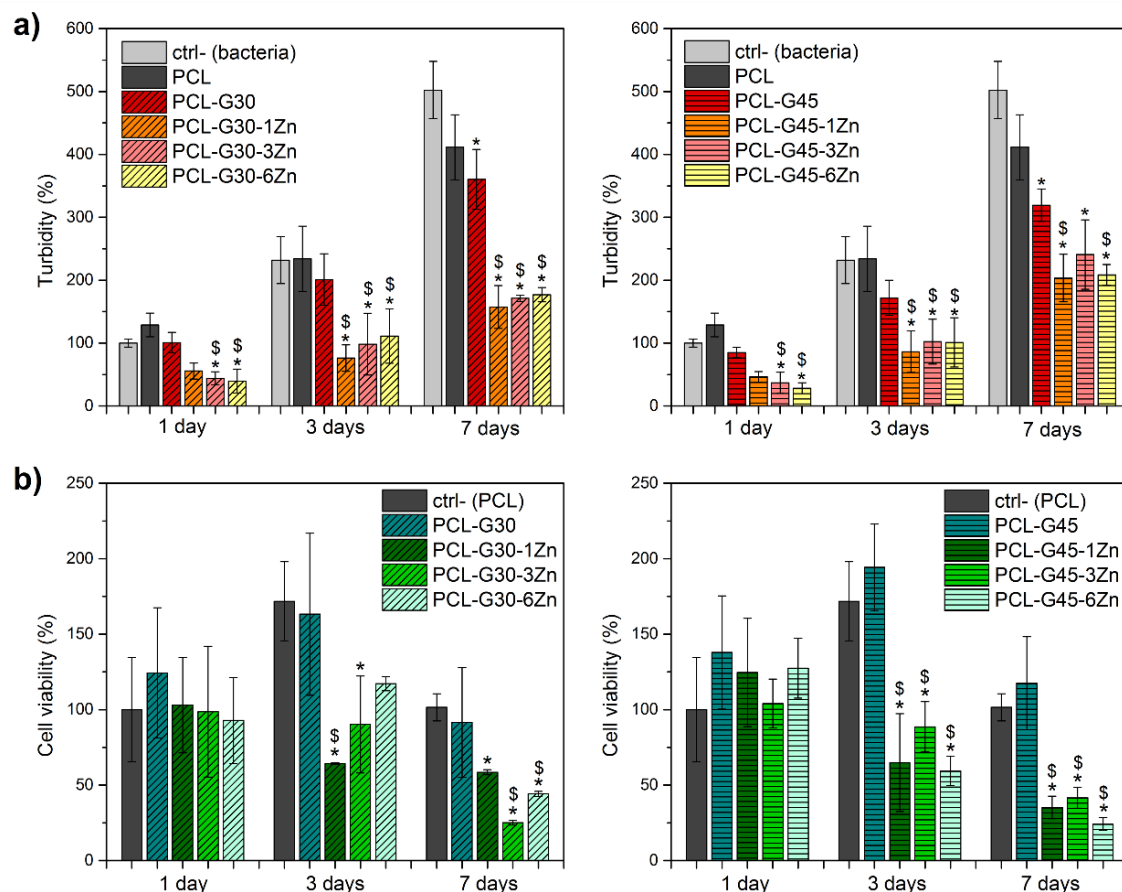 a)
Turbidity (%)
600
500
400
300
200
100
0
ctrl- (bacteria)
PCL
PCL-G30
PCL-G30-1Zn
PCL-G30-3Zn
PCL-G30-6Zn
$
*
$
*
$
*
$
*
$
*
*
$
*
$
*
$
*
1 day
3 days
7 days
Turbidity (%)
600
500
400
300
200
100
0
ctrl- (bacteria)
PCL
PCL-G45
PCL-G45-1Zn
PCL-G45-3Zn
PCL-G45-6Zn
$
*
$
*
$
*
$
*
$
*
*
$
*
*
$
*
1 day
3 days
7 days
b)
Cell viability (%)
250
200
150
100
50
0
ctrl- (PCL)
PCL-G30
PCL-G30-1Zn
PCL-G30-3Zn
PCL-G30-6Zn
$
*
*
*
$
*
$
*
1 day
3 days
7 days
Cell viability (%)
250
200
150
100
50
0
ctrl- (PCL)
PCL-G45
PCL-G45-1Zn
PCL-G45-3Zn
PCL-G45-6Zn
$
*
$
*
$
*
$
*
$
*
$
*
1 day
3 days
7 days